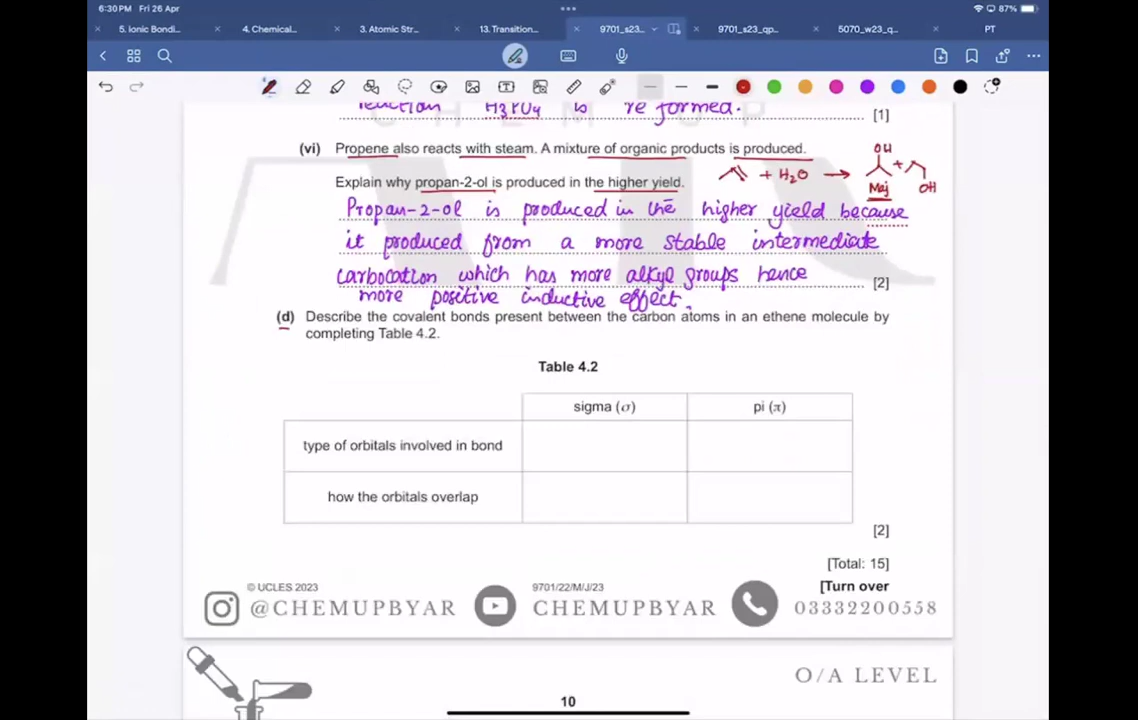 6:30 PM Fri 26 Apr
87%
5. Ionic Bondi...
4. Chemical...
3. Atomic Str...
13. Transition...
9701_s23...
9701_s23_qp...
5070_w23_q...
PT
reaction H3PO4 is re formed.
[1]
CHEM UP
(vi) Propene also reacts with steam. A mixture of organic products is produced.
OH
+ H2O → +
Maj OH
Explain why propan-2-ol is produced in the higher yield.
Propan-2-ol is produced in the higher yield because
it produced from a more stable intermediate
carbocation which has more alkyl groups hence
[2]
more positive inductive effect.
(d) Describe the covalent bonds present between the carbon atoms in an ethene molecule by
completing Table 4.2.
Table 4.2
sigma (σ) pi (π)
type of orbitals involved in bond
how the orbitals overlap
[2]
[Total: 15]
© UCLES 2023 9701/22/M/J/23 [Turn over
@CHEMUPBYAR CHEMUPBYAR 03332200558
O/A LEVEL
10